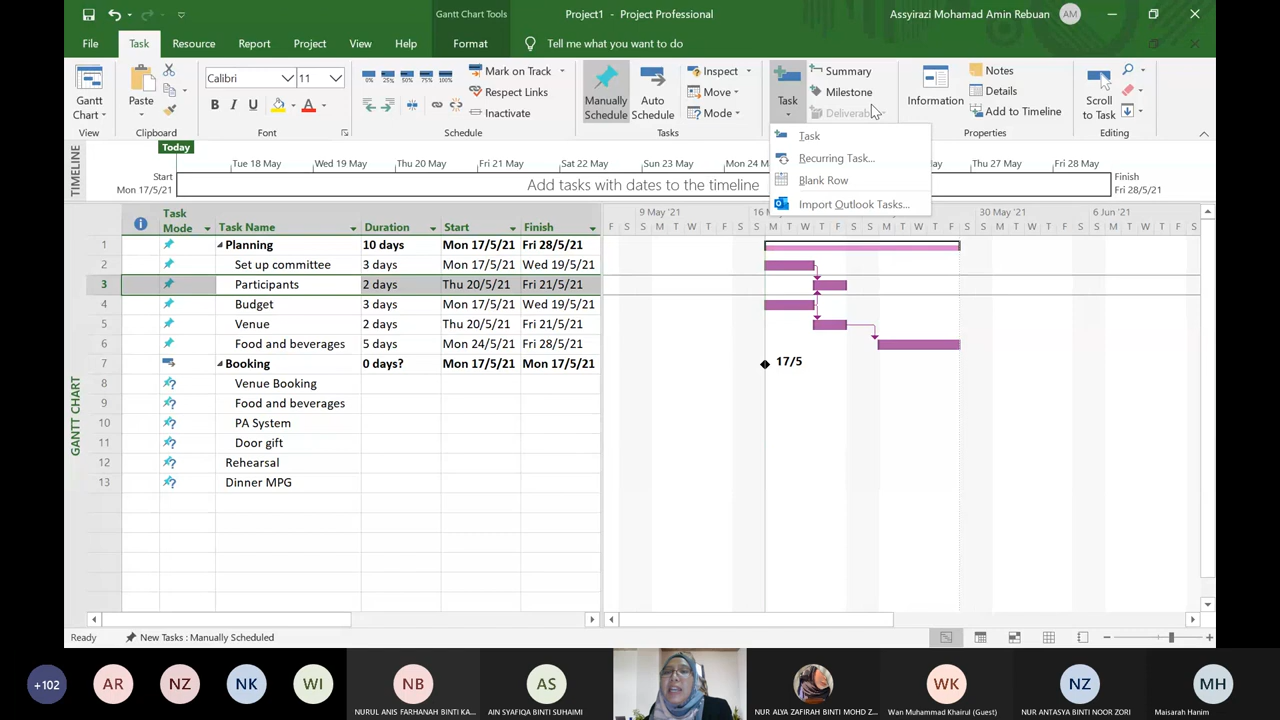 Gantt Chart Tools
Project1 - Project Professional
Assyirazi Mohamad Amin Rebuan
AM
File
Task
Resource
Report
Project
View
Help
Format
Tell me what you want to do
Gantt Chart
View
Paste
Clipboard
Calibri
11
B I U
A
Font
0% 25% 50% 75% 100%
Mark on Track
Respect Links
Inactivate
Schedule
Manually Schedule
Auto Schedule
Inspect
Move
Mode
Tasks
Task
Summary
Milestone
Deliverable
Information
Notes
Details
Add to Timeline
Properties
Scroll to Task
Editing
Task
Recurring Task...
Blank Row
Import Outlook Tasks...
TIMELINE
Today
Start
Mon 17/5/21
Tue 18 May
Wed 19 May
Thu 20 May
Fri 21 May
Sat 22 May
Sun 23 May
Mon 24
Thu 27 May
Fri 28 May
Add tasks with dates to the timeline
Finish
Fri 28/5/21
GANTT CHART
Task Mode
Task Name
Duration
Start
Finish
1 Planning 10 days Mon 17/5/21 Fri 28/5/21
2 Set up committee 3 days Mon 17/5/21 Wed 19/5/21
3 Participants 2 days Thu 20/5/21 Fri 21/5/21
4 Budget 3 days Mon 17/5/21 Wed 19/5/21
5 Venue 2 days Thu 20/5/21 Fri 21/5/21
6 Food and beverages 5 days Mon 24/5/21 Fri 28/5/21
7 Booking 0 days? Mon 17/5/21 Mon 17/5/21
8 Venue Booking
9 Food and beverages
10 PA System
11 Door gift
12 Rehearsal
13 Dinner MPG
9 May '21
16 M
30 May '21
6 Jun '21
F S S M T W T F S S M T W T F S S M T W T F S S M T W T F S S M T W T F S
17/5
Ready
New Tasks : Manually Scheduled
+102
AR
NZ
NK
WI
NB
NURUL ANIS FARHANAH BINTI KA...
AS
AIN SYAFIQA BINTI SUHAIMI
NUR ALYA ZAFIRAH BINTI MOHD Z...
WK
Wan Muhammad Khairul (Guest)
NZ
NUR ANTASYA BINTI NOOR ZORI
MH
Maisarah Hanim